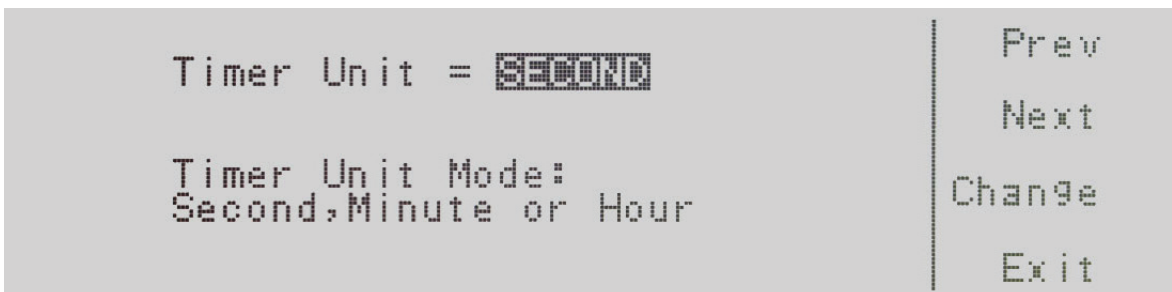 Timer Unit = SECOND
Timer Unit Mode:
Second,Minute or Hour
Prev
Next
Change
Exit